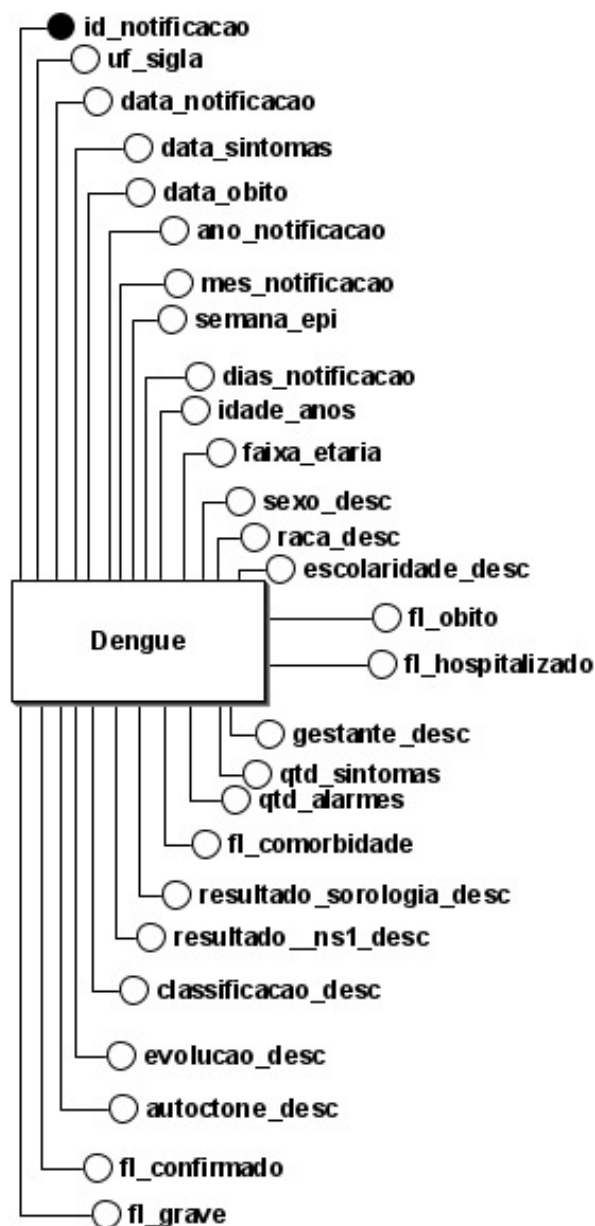 id_notificacao
uf_sigla
data_notificacao
data_sintomas
data_obito
ano_notificacao
mes_notificacao
semana_epi
dias_notificacao
idade_anos
faixa_etaria
sexo_desc
raca_desc
escolaridade_desc
fl_obito
Dengue
fl_hospitalizado
gestante_desc
qtd_sintomas
qtd_alarmes
fl_comorbidade
resultado_sorologia_desc
resultado__ns1_desc
classificacao_desc
evolucao_desc
autoctone_desc
fl_confirmado
fl_grave